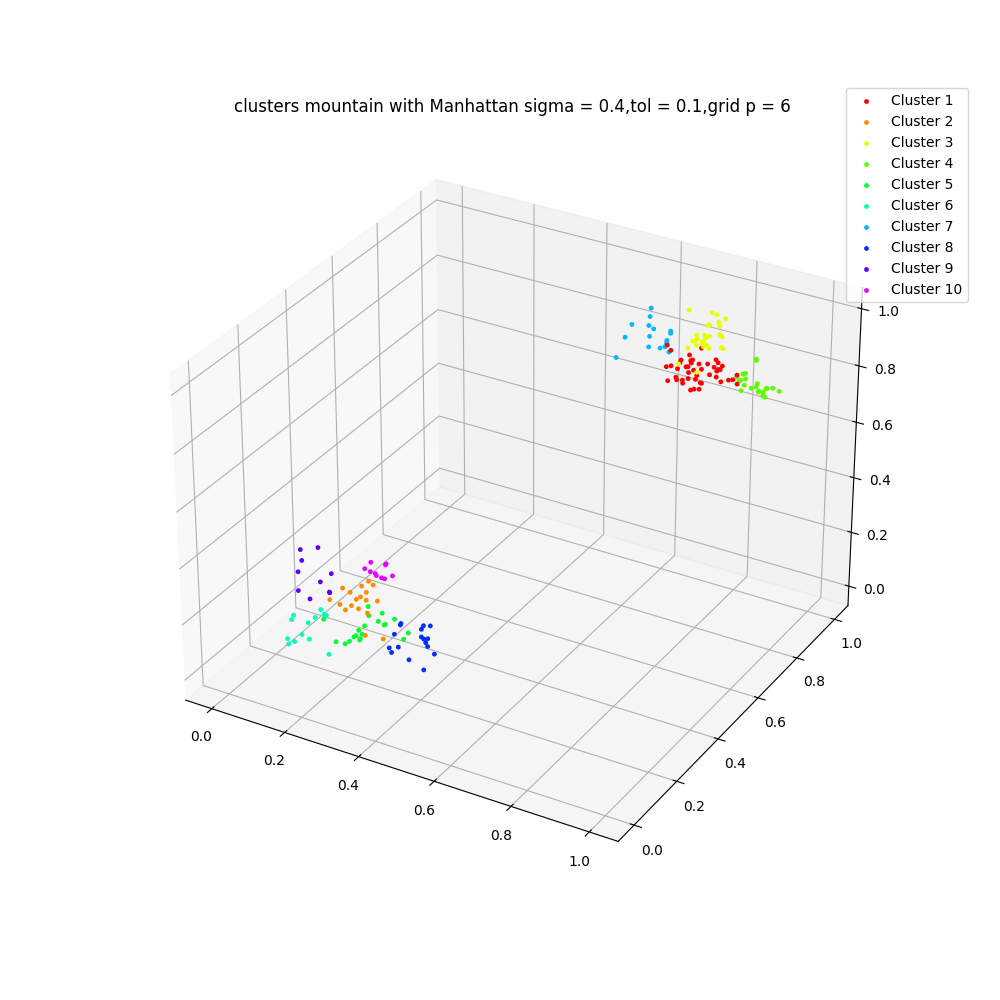 clusters mountain with Manhattan sigma = 0.4,tol = 0.1,grid p = 6
Cluster 1
Cluster 2
Cluster 3
Cluster 4
Cluster 5
Cluster 6
Cluster 7
Cluster 8
Cluster 9
Cluster 10
1.0
0.8
0.6
0.4
0.2
0.0
1.0
0.8
0.6
0.4
0.2
0.0
0.0
0.2
0.4
0.6
0.8
1.0